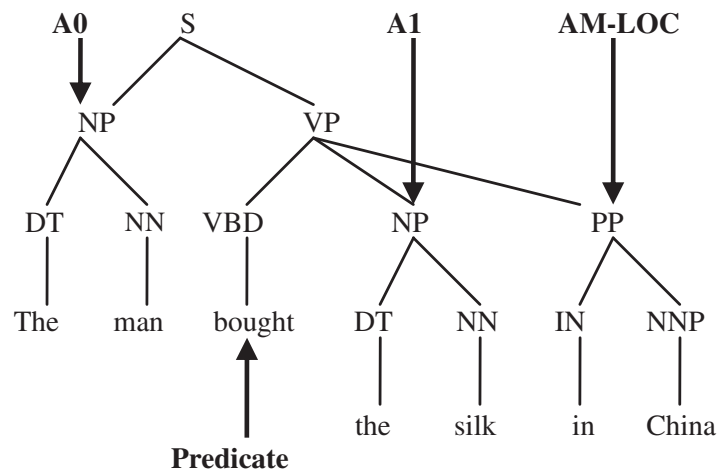 A0 S A1 AM-LOC
NP VP
DT NN VBD NP PP
The man bought DT NN IN NNP
the silk in China
Predicate